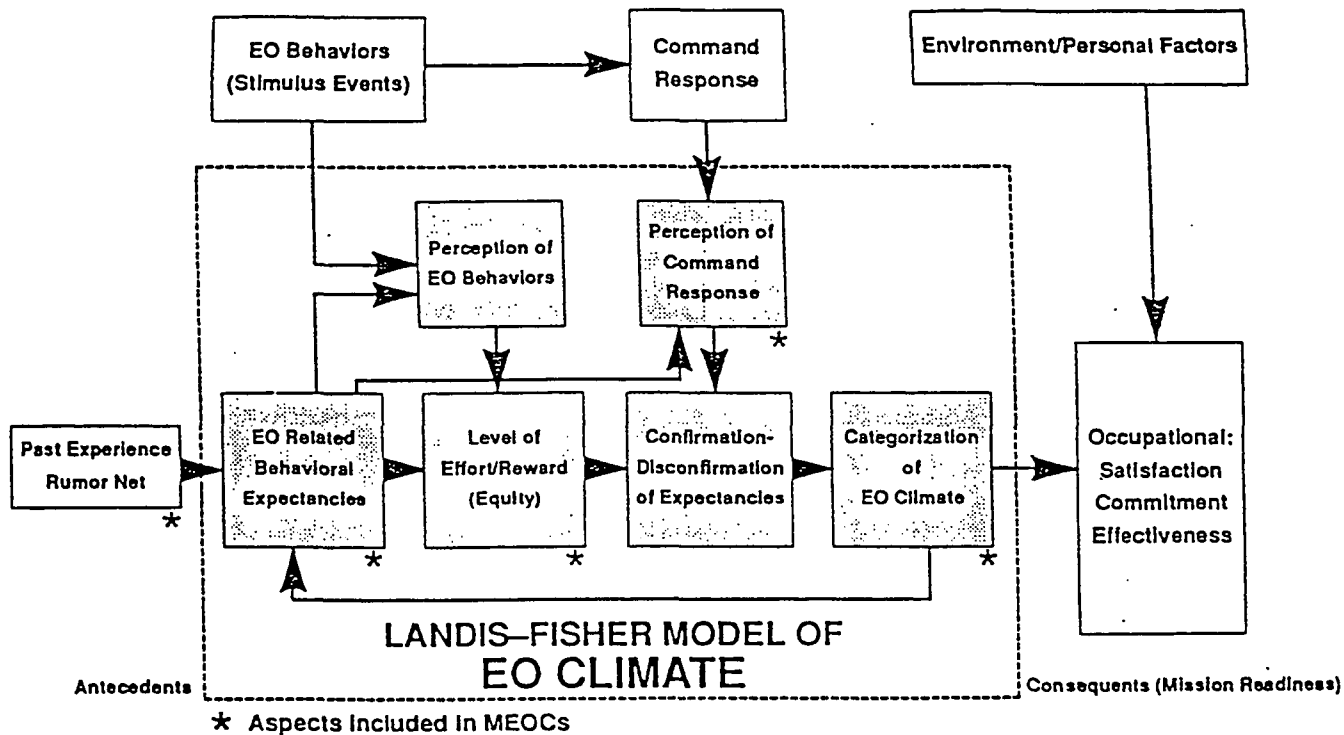 EO Behaviors
(Stimulus Events)
Command
Response
Environment/Personal Factors
Perception of
EO Behaviors
Perception of
Command
Response
*
Past Experience
Rumor Net
*
EO Related
Behavioral
Expectancies
*
Level of
Effort/Reward
(Equity)
*
Confirmation-
Disconfirmation
of Expectancies
Categorization
of
EO Climate
*
Occupational:
Satisfaction
Commitment
Effectiveness
LANDIS–FISHER MODEL OF
EO CLIMATE
Antecedents
Consequents (Mission Readiness)
* Aspects Included in MEOCs